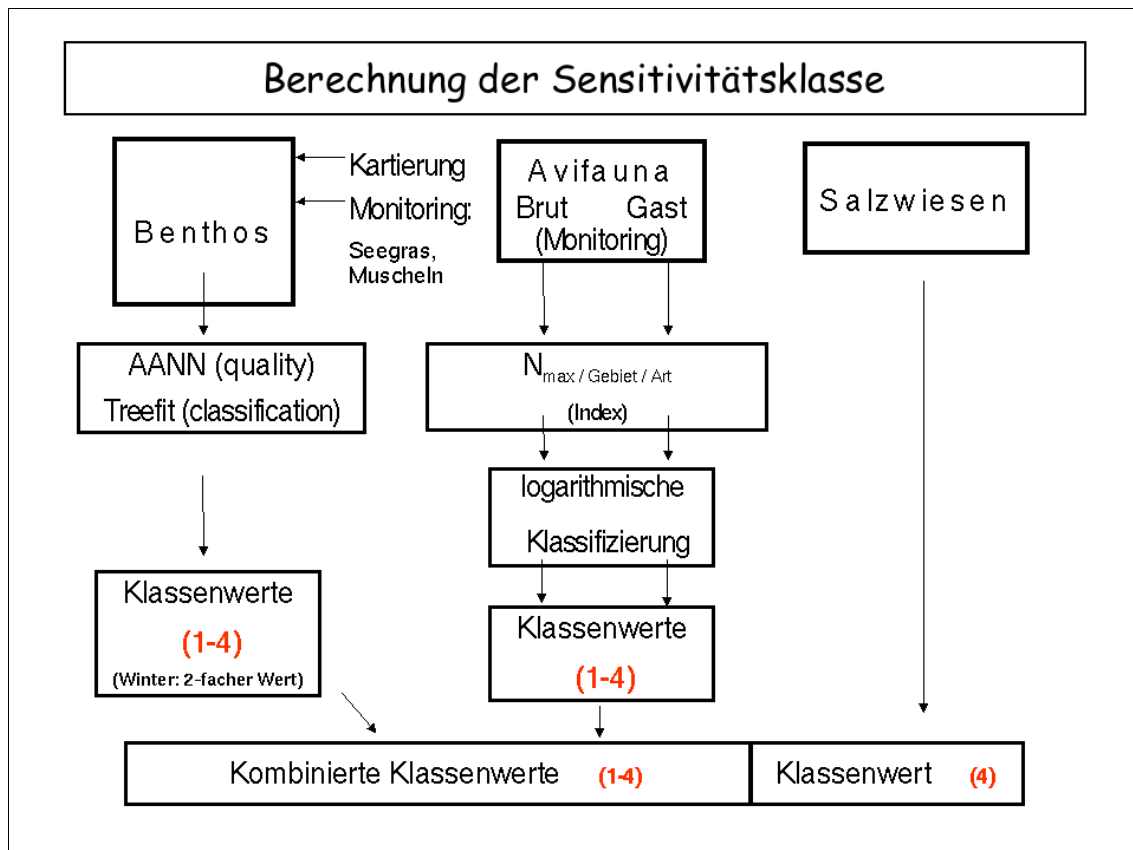 Berechnung der Sensitivitätsklasse
Benthos
Kartierung
Monitoring:
Seegras,
Muscheln
Avifauna
Brut Gast
(Monitoring)
Salzwiesen
AANN (quality)
Treefit (classification)
Nmax / Gebiet / Art
(Index)
logarithmische
Klassifizierung
Klassenwerte
(1-4)
(Winter: 2-facher Wert)
Klassenwerte
(1-4)
Kombinierte Klassenwerte (1-4)
Klassenwert (4)